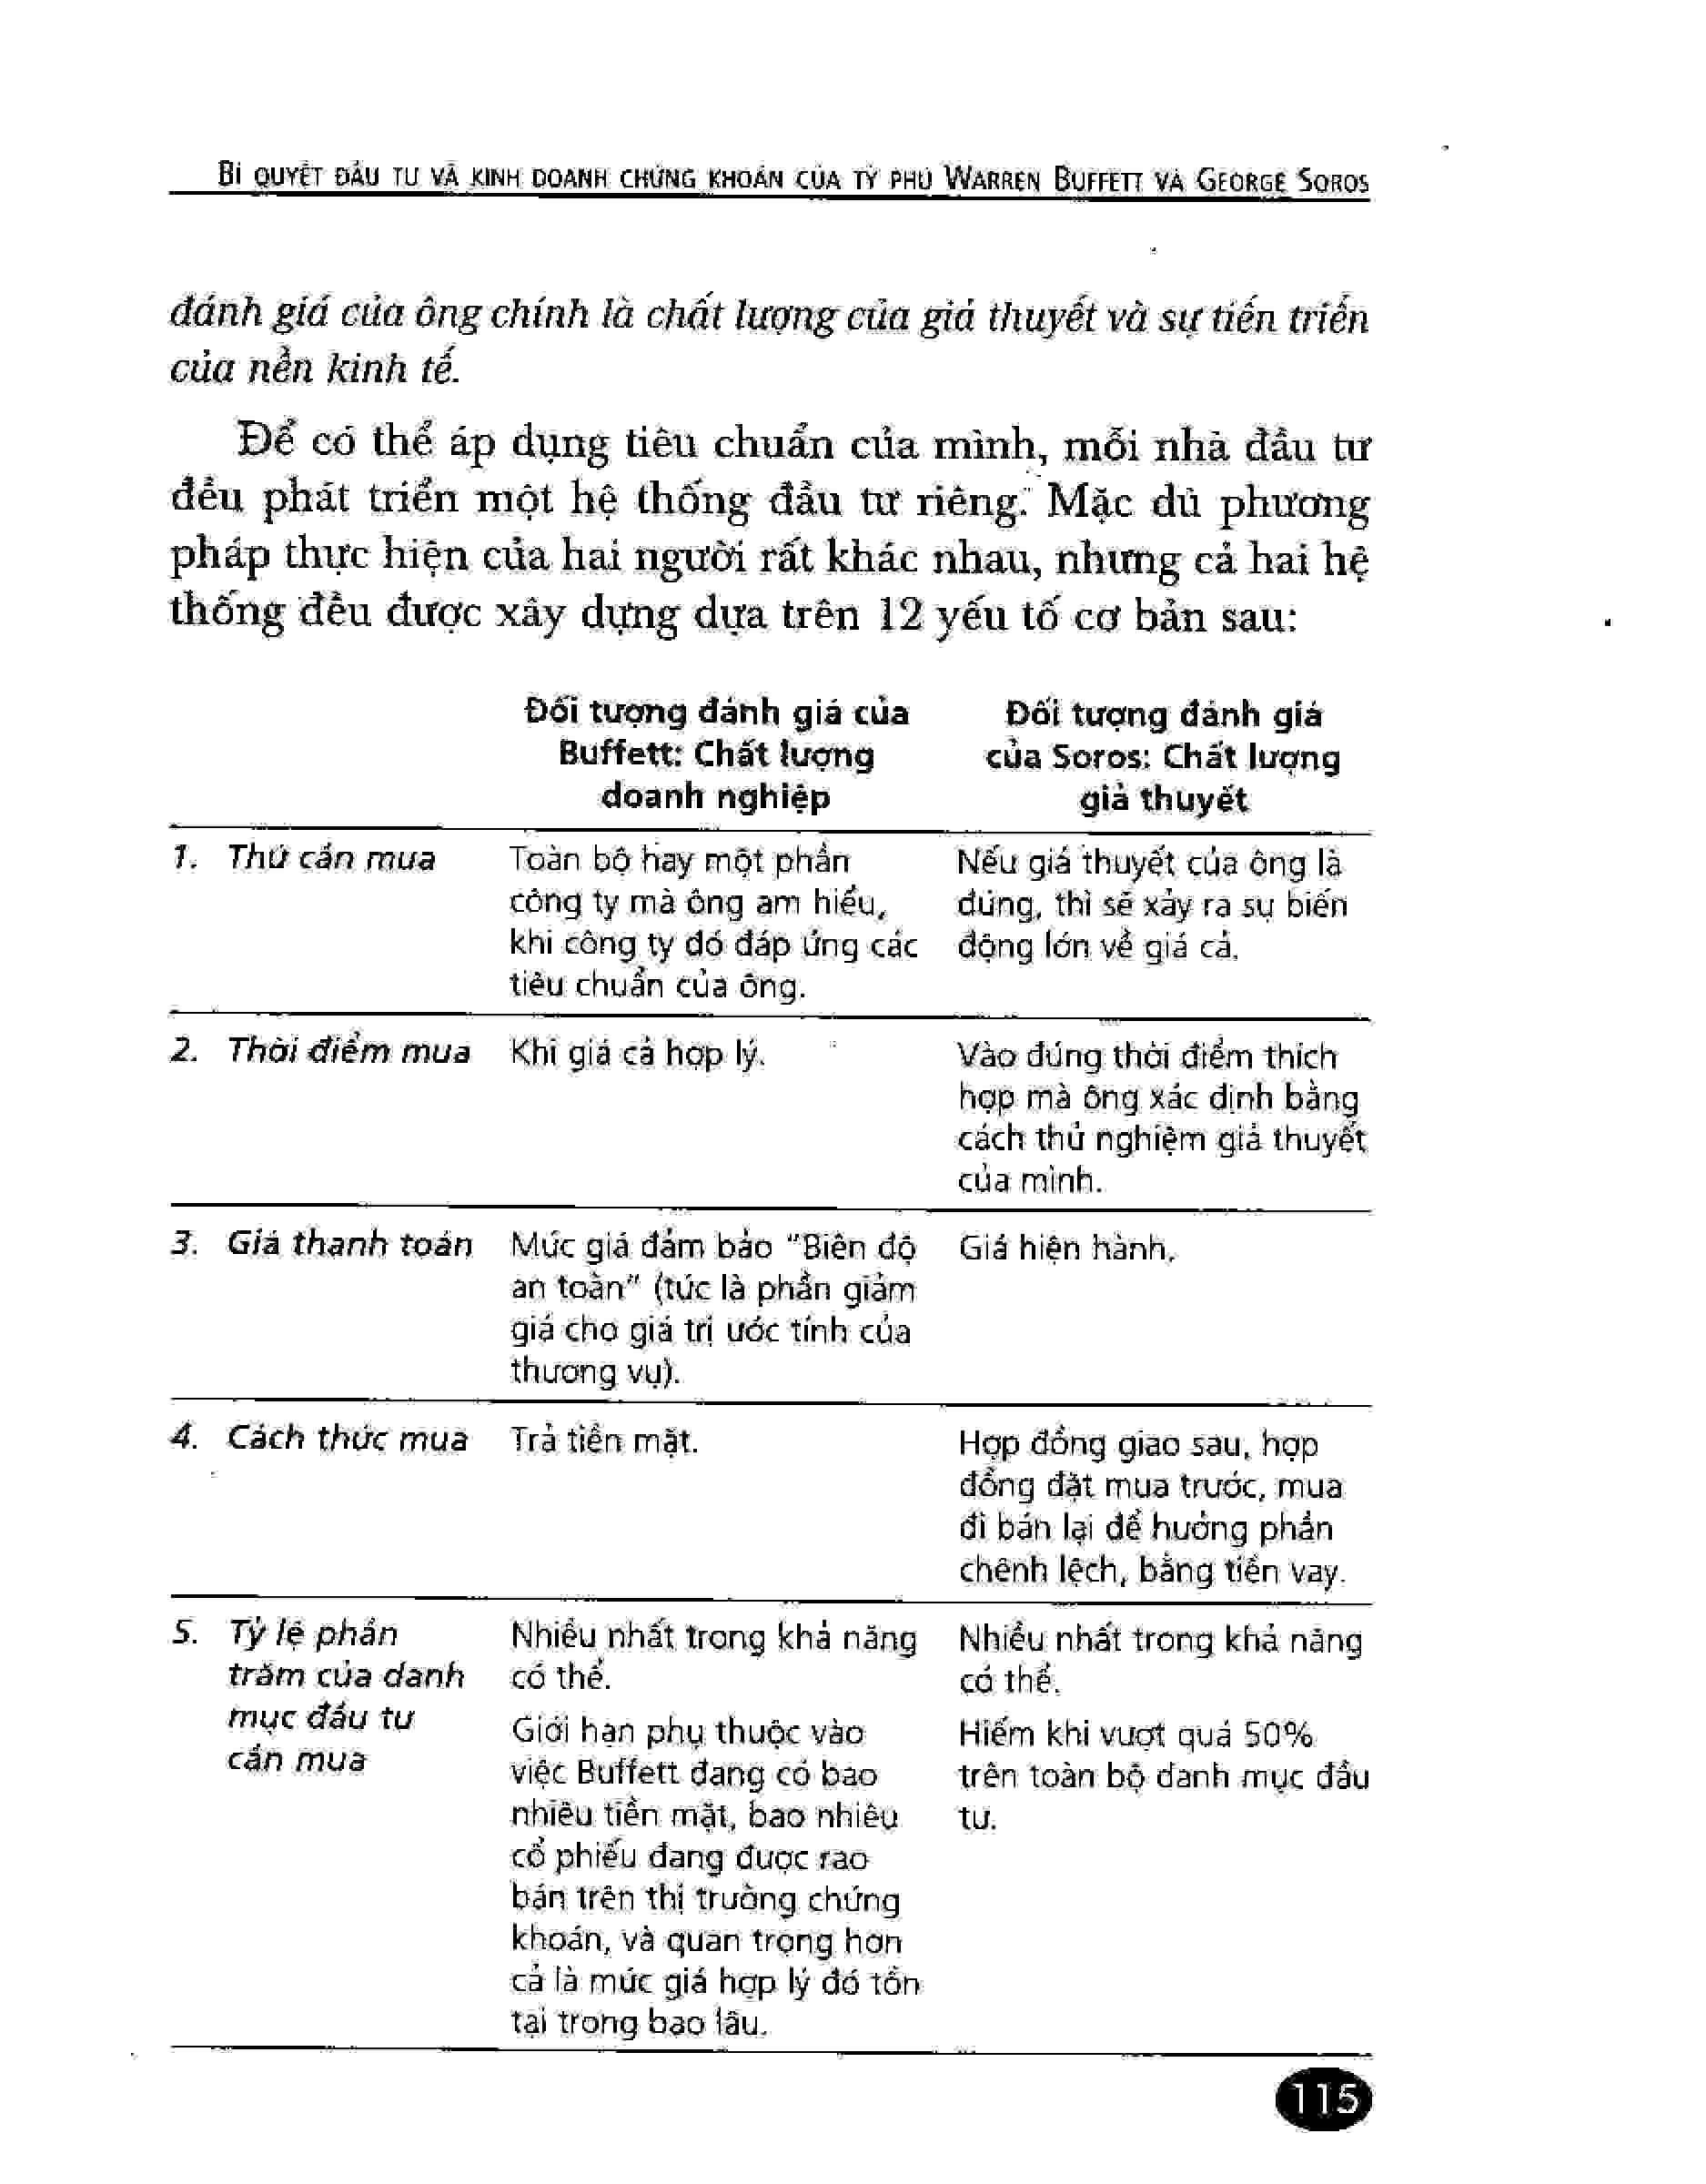 BÍ QUYẾT ĐẦU TƯ VÀ KINH DOANH CHỨNG KHOÁN CỦA TỶ PHÚ WARREN BUFFETT VÀ GEORGE SOROS
đánh giá của ông chính là chất lượng của giả thuyết và sự tiến triển
của nền kinh tế.
Để có thể áp dụng tiêu chuẩn của mình, mỗi nhà đầu tư
đều phát triển một hệ thống đầu tư riêng. Mặc dù phương
pháp thực hiện của hai người rất khác nhau, nhưng cả hai hệ
thống đều được xây dựng dựa trên 12 yếu tố cơ bản sau:
Đối tượng đánh giá của
Buffett: Chất lượng
doanh nghiệp
Đối tượng đánh giá
của Soros: Chất lượng
giả thuyết
1. Thứ cần mua
Toàn bộ hay một phần
công ty mà ông am hiểu,
khi công ty đó đáp ứng các
tiêu chuẩn của ông.
Nếu giả thuyết của ông là
đúng, thì sẽ xảy ra sự biến
động lớn về giá cả.
2. Thời điểm mua
Khi giá cả hợp lý.
Vào đúng thời điểm thích
hợp mà ông xác định bằng
cách thử nghiệm giả thuyết
của mình.
3. Giá thanh toán
Mức giá đảm bảo "Biên độ
an toàn" (tức là phần giảm
giá cho giá trị ước tính của
thương vụ).
Giá hiện hành.
4. Cách thức mua
Trả tiền mặt.
Hợp đồng giao sau, hợp
đồng đặt mua trước, mua
đi bán lại để hưởng phần
chênh lệch, bằng tiền vay.
5. Tỷ lệ phần
trăm của danh
mục đầu tư
cần mua
Nhiều nhất trong khả năng
có thể.
Giới hạn phụ thuộc vào
việc Buffett đang có bao
nhiêu tiền mặt, bao nhiêu
cổ phiếu đang được rao
bán trên thị trường chứng
khoán, và quan trọng hơn
cả là mức giá hợp lý đó tồn
tại trong bao lâu.
Nhiều nhất trong khả năng
có thể.
Hiếm khi vượt quá 50%
trên toàn bộ danh mục đầu
tư.
115